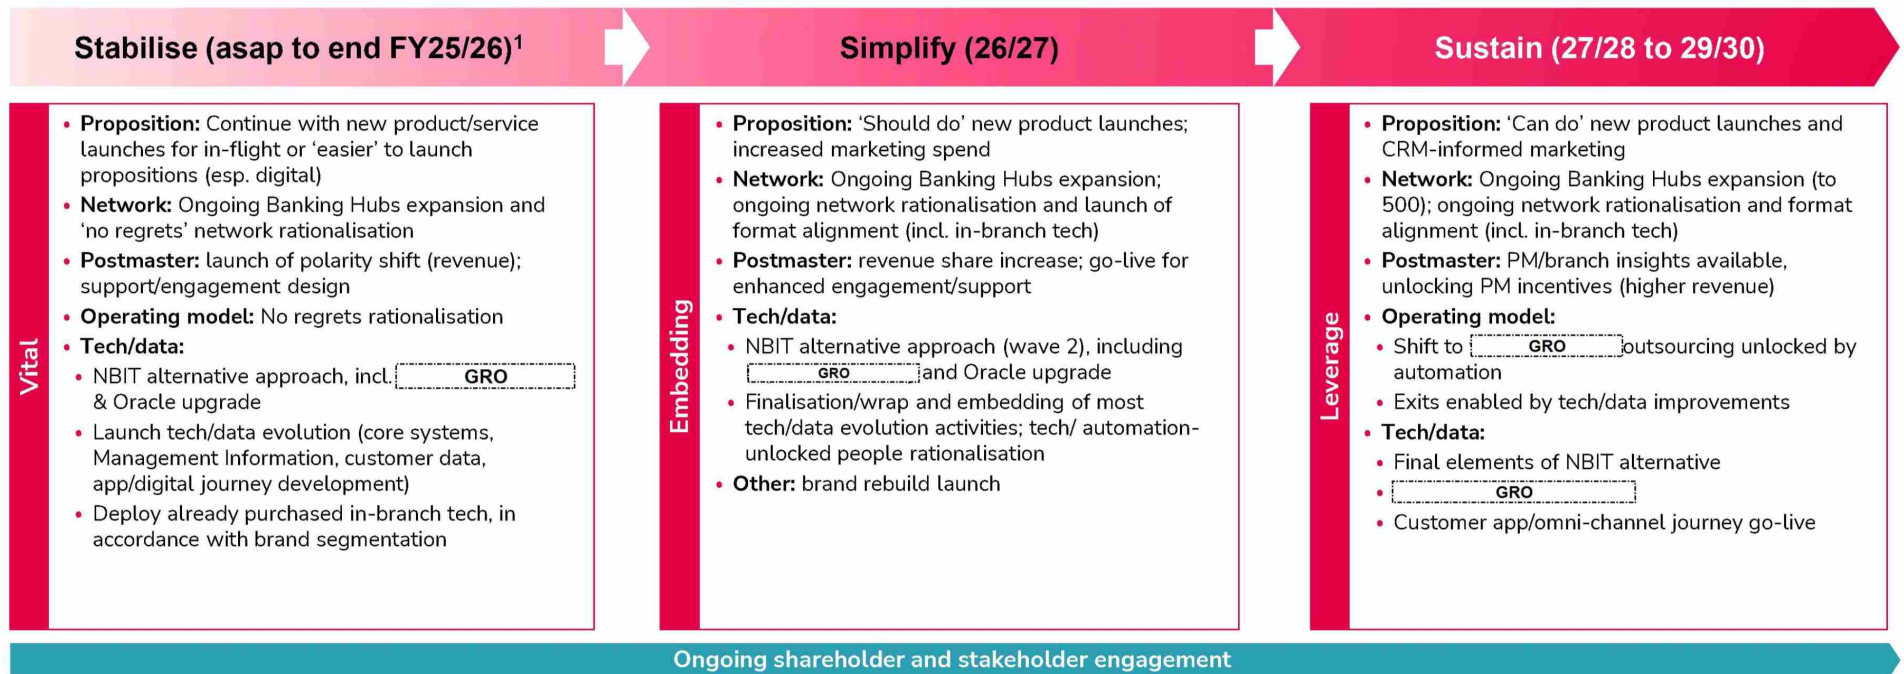 Stabilise (asap to end FY25/26)¹
Simplify (26/27)
Sustain (27/28 to 29/30)
Vital
• Proposition: Continue with new product/service
launches for in-flight or ‘easier’ to launch
propositions (esp. digital)
• Network: Ongoing Banking Hubs expansion and
‘no regrets’ network rationalisation
• Postmaster: launch of polarity shift (revenue);
support/engagement design
• Operating model: No regrets rationalisation
• Tech/data:
• NBIT alternative approach, incl. GRO
& Oracle upgrade
• Launch tech/data evolution (core systems,
Management Information, customer data,
app/digital journey development)
• Deploy already purchased in-branch tech, in
accordance with brand segmentation
Embedding
• Proposition: ‘Should do’ new product launches;
increased marketing spend
• Network: Ongoing Banking Hubs expansion;
ongoing network rationalisation and launch of
format alignment (incl. in-branch tech)
• Postmaster: revenue share increase; go-live for
enhanced engagement/support
• Tech/data:
• NBIT alternative approach (wave 2), including
GRO and Oracle upgrade
• Finalisation/wrap and embedding of most
tech/data evolution activities; tech/ automation-
unlocked people rationalisation
• Other: brand rebuild launch
Leverage
• Proposition: ‘Can do’ new product launches and
CRM-informed marketing
• Network: Ongoing Banking Hubs expansion (to
500); ongoing network rationalisation and format
alignment (incl. in-branch tech)
• Postmaster: PM/branch insights available,
unlocking PM incentives (higher revenue)
• Operating model:
• Shift to GRO outsourcing unlocked by
automation
• Exits enabled by tech/data improvements
• Tech/data:
• Final elements of NBIT alternative
• GRO
• Customer app/omni-channel journey go-live
Ongoing shareholder and stakeholder engagement